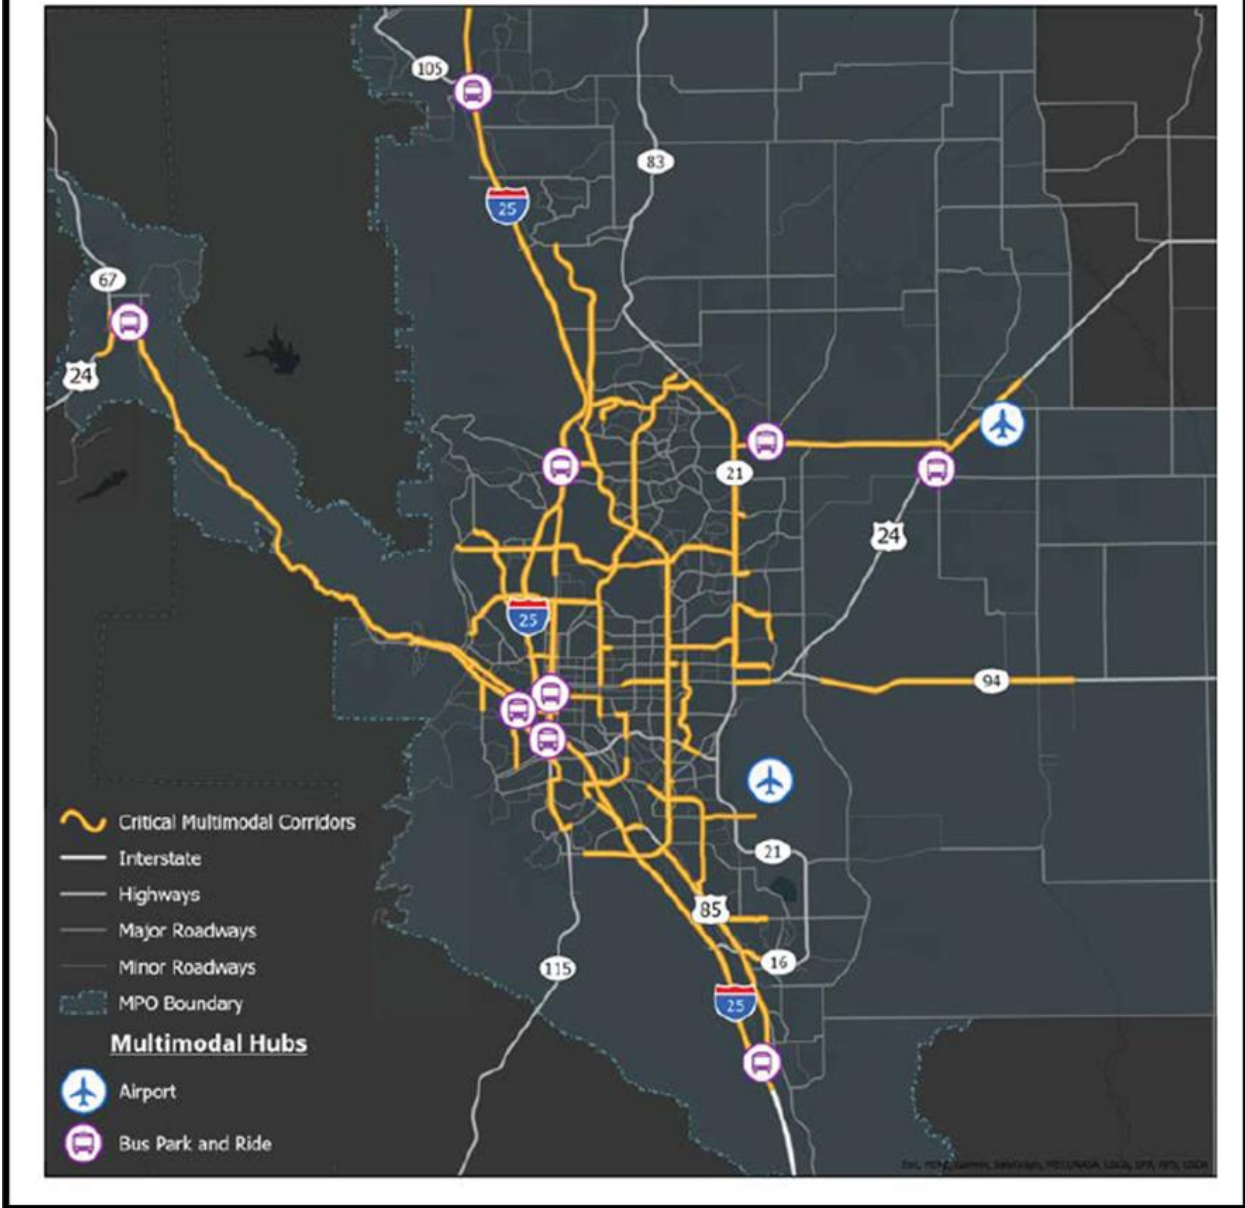 105
83
25
67
24
21
24
25
94
Critical Multimodal Corridors
Interstate
Highways
21
Major Roadways
85
Minor Roadways
115
16
MPO Boundary
25
Multimodal Hubs
Airport
Bus Park and Ride